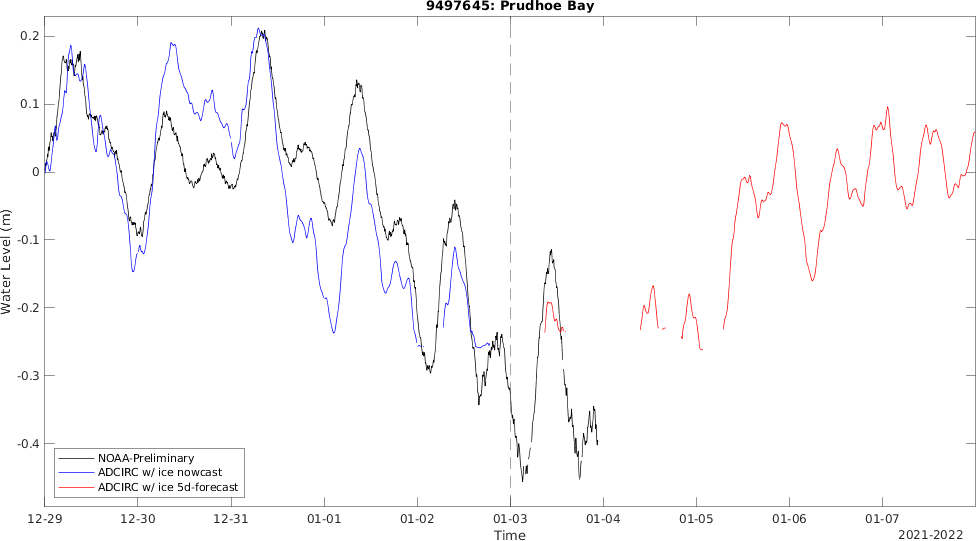 9497645: Prudhoe Bay
Water Level (m)
0.2
0.1
0
-0.1
-0.2
-0.3
-0.4
NOAA-Preliminary
ADCIRC w/ ice nowcast
ADCIRC w/ ice 5d-forecast
12-29 12-30 12-31 01-01 01-02 01-03 01-04 01-05 01-06 01-07
Time
2021-2022